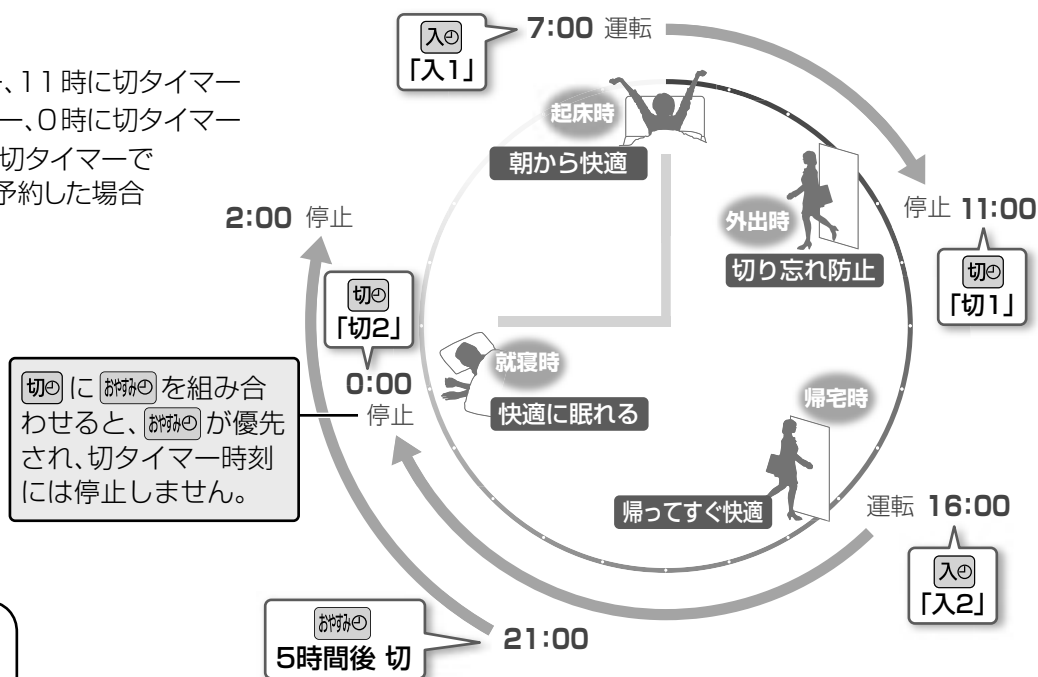 、11時に切タイマー
ー、0時に切タイマー
切タイマーで
予約した場合
入
「入1」
7:00 運転
起床時
朝から快適
外出時
切り忘れ防止
停止 11:00
切
「切1」
2:00 停止
切
「切2」
0:00
停止
就寝時
快適に眠れる
帰宅時
帰ってすぐ快適
運転 16:00
入
「入2」
切におやすみを組み合
わせると、おやすみが優先
され、切タイマー時刻
には停止しません。
おやすみ
5時間後 切
21:00